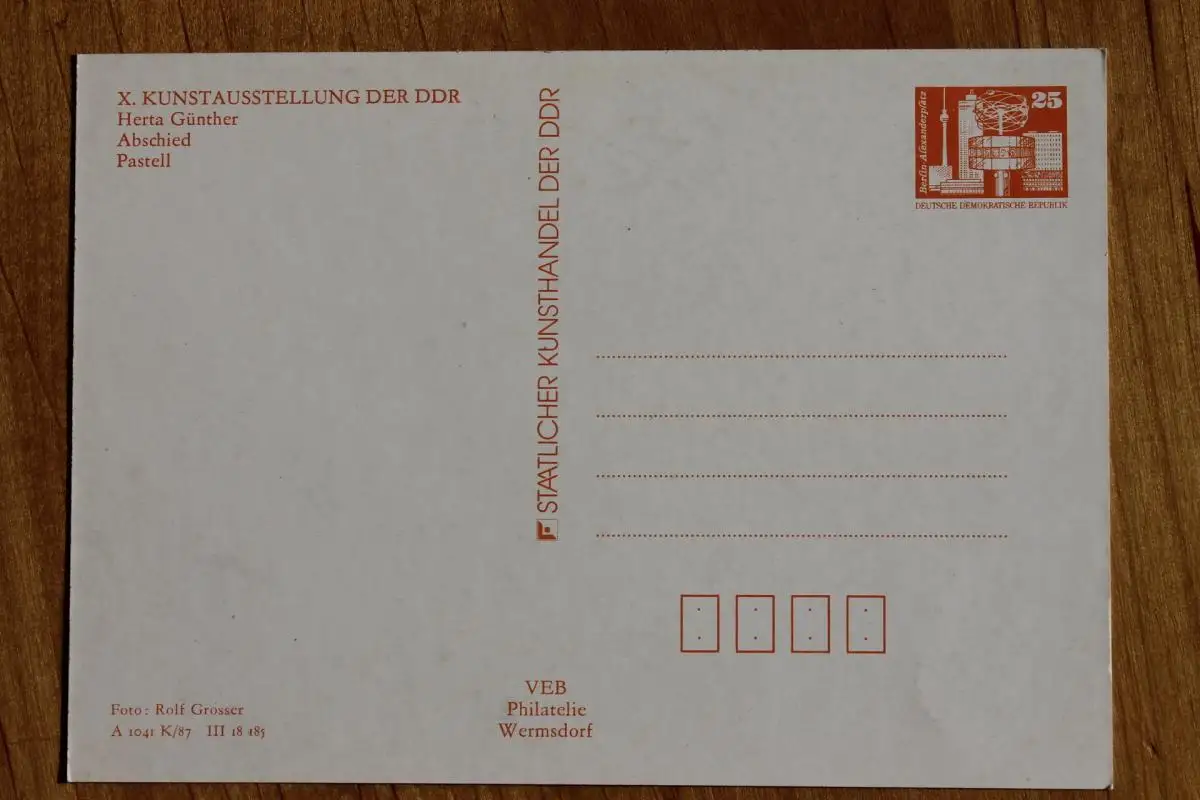 X. KUNSTAUSSTELLUNG DER DDR
Herta Günther
Abschied
Pastell
STAATLICHER KUNSTHANDEL DER DDR
Berlin-Alexanderplatz
25
DEUTSCHE DEMOKRATISCHE REPUBLIK
Foto: Rolf Grosser
A 1041 K/87 III 18 185
VEB
Philatelie
Wermsdorf